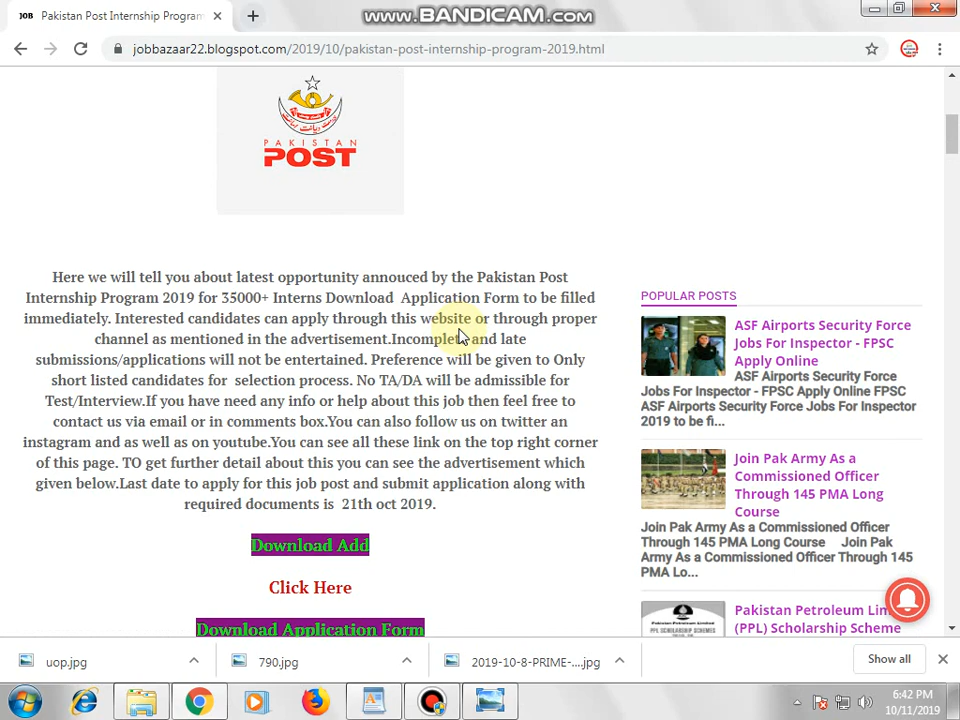 JOB Pakistan Post Internship Program
www.BANDICAM.com
jobbazaar22.blogspot.com/2019/10/pakistan-post-internship-program-2019.html
PAKISTAN
POST
Here we will tell you about latest opportunity annouced by the Pakistan Post
Internship Program 2019 for 35000+ Interns Download Application Form to be filled
immediately. Interested candidates can apply through this website or through proper
channel as mentioned in the advertisement.Incomplete and late
submissions/applications will not be entertained. Preference will be given to Only
short listed candidates for selection process. No TA/DA will be admissible for
Test/Interview.If you have need any info or help about this job then feel free to
contact us via email or in comments box.You can also follow us on twitter an
instagram and as well as on youtube.You can see all these link on the top right corner
of this page. TO get further detail about this you can see the advertisement which
given below.Last date to apply for this job post and submit application along with
required documents is 21th oct 2019.
Download Add
Click Here
Download Application Form
POPULAR POSTS
ASF Airports Security Force
Jobs For Inspector - FPSC
Apply Online
ASF Airports Security Force
Jobs For Inspector - FPSC Apply Online FPSC
ASF Airports Security Force Jobs For Inspector
2019 to be fi...
Join Pak Army As a
Commissioned Officer
Through 145 PMA Long
Course
Join Pak Army As a
Commissioned Officer
Through 145 PMA Long Course Join Pak
Army As a Commissioned Officer Through 145
PMA Lo...
Pakistan Petroleum Lim
(PPL) Scholarship Scheme
PPL SCHOLARSHIP SCHEMES
uop.jpg
790.jpg
2019-10-8-PRIME-....jpg
Show all
6:42 PM
10/11/2019